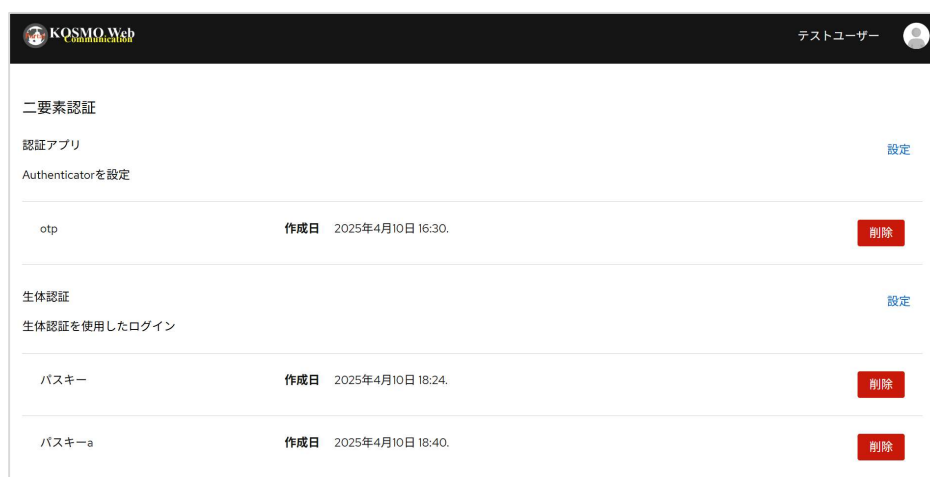 KOSMO Web
Communication
テストユーザー
二要素認証
認証アプリ
設定
Authenticatorを設定
otp 作成日 2025年4月10日 16:30. 削除
生体認証
設定
生体認証を使用したログイン
パスキー 作成日 2025年4月10日 18:24. 削除
パスキーa 作成日 2025年4月10日 18:40. 削除